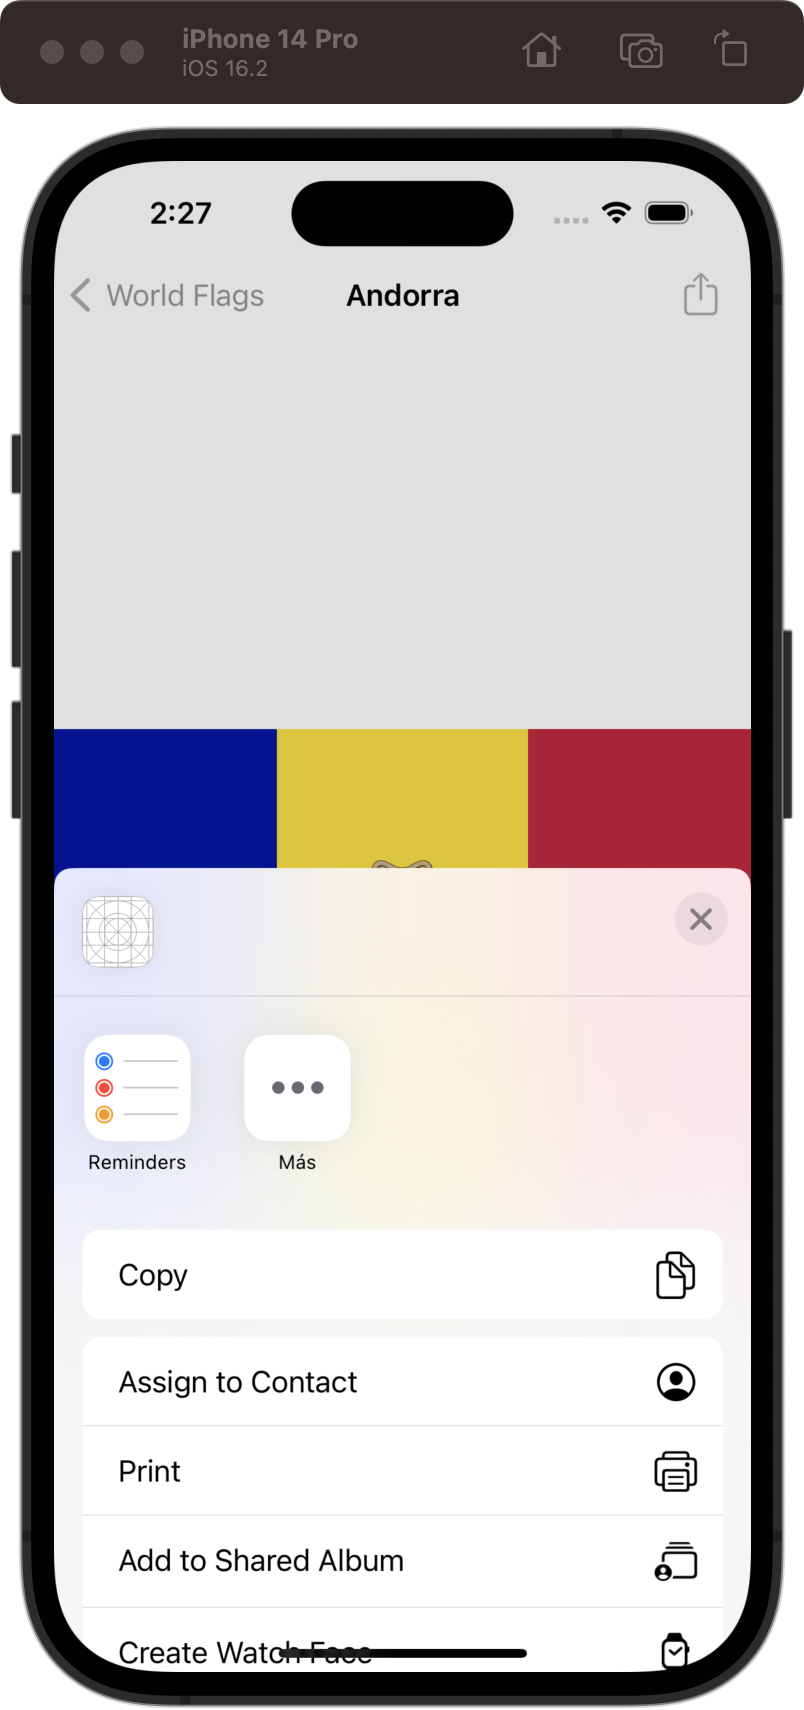 iPhone 14 Pro
iOS 16.2
2:27
World Flags
Andorra
Reminders
Más
Copy
Assign to Contact
Print
Add to Shared Album
Create Watch Face